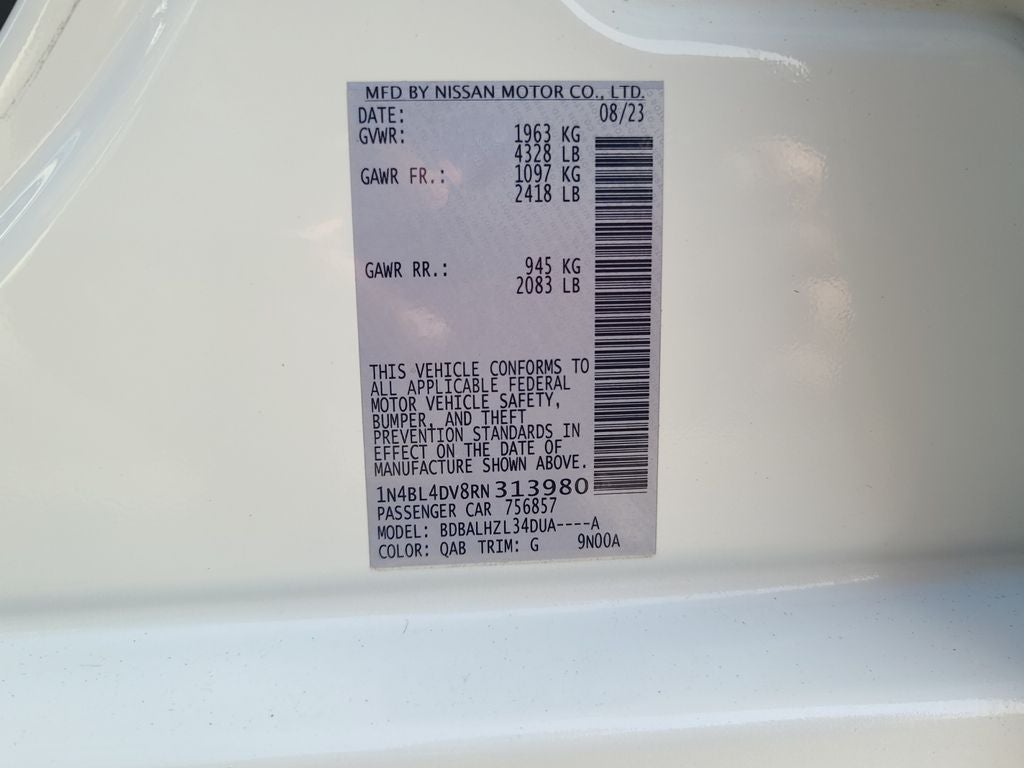 MFD BY NISSAN MOTOR CO., LTD.
DATE: 08/23
GVWR: 1963 KG
4328 LB
GAWR FR.: 1097 KG
2418 LB
GAWR RR.: 945 KG
2083 LB
THIS VEHICLE CONFORMS TO
ALL APPLICABLE FEDERAL
MOTOR VEHICLE SAFETY,
BUMPER, AND THEFT
PREVENTION STANDARDS IN
EFFECT ON THE DATE OF
MANUFACTURE SHOWN ABOVE.
1N4BL4DV8RN 313980
PASSENGER CAR 756857
MODEL: BDBALHZL34DUA----A
COLOR: QAB TRIM: G 9N00A